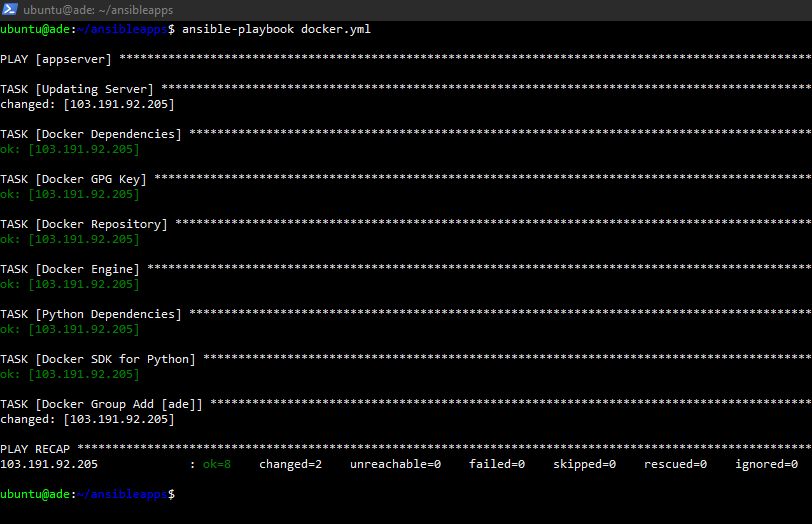 ubuntu@ade: ~/ansibleapps
ubuntu@ade:~/ansibleapps$ ansible-playbook docker.yml
PLAY [appserver] ***************************************************************************************************
TASK [Updating Server] *********************************************************************************************
changed: [103.191.92.205]
TASK [Docker Dependencies] *****************************************************************************************
ok: [103.191.92.205]
TASK [Docker GPG Key] **********************************************************************************************
ok: [103.191.92.205]
TASK [Docker Repository] *******************************************************************************************
ok: [103.191.92.205]
TASK [Docker Engine] ***********************************************************************************************
ok: [103.191.92.205]
TASK [Python Dependencies] *****************************************************************************************
ok: [103.191.92.205]
TASK [Docker SDK for Python] ***************************************************************************************
ok: [103.191.92.205]
TASK [Docker Group Add [ade]] **************************************************************************************
changed: [103.191.92.205]
PLAY RECAP *********************************************************************************************************
103.191.92.205             : ok=8    changed=2    unreachable=0    failed=0    skipped=0    rescued=0    ignored=0
ubuntu@ade:~/ansibleapps$